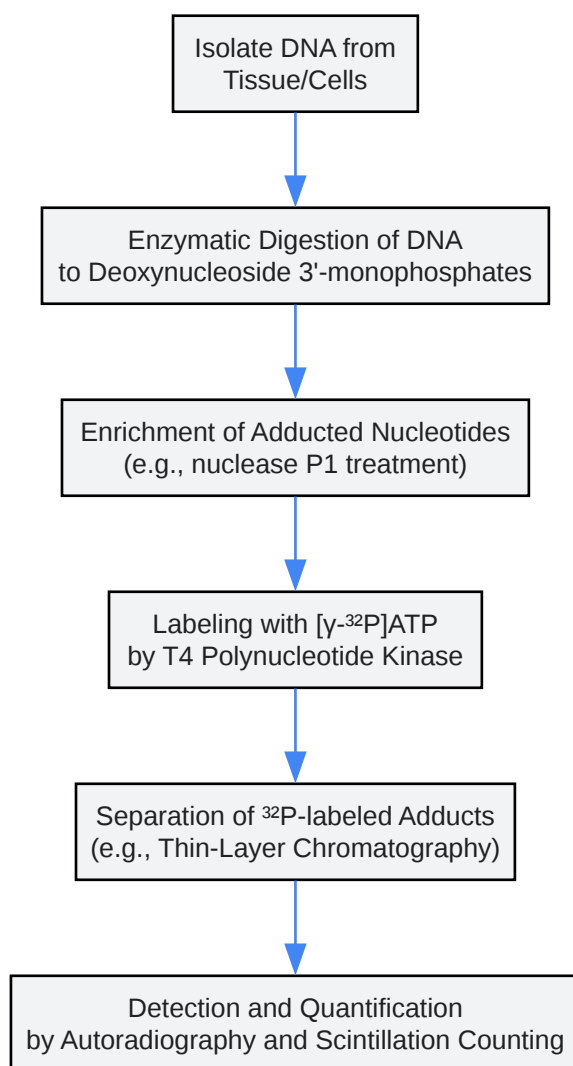 Isolate DNA from
Tissue/Cells
Enzymatic Digestion of DNA
to Deoxynucleoside 3'-monophosphates
Enrichment of Adducted Nucleotides
(e.g., nuclease P1 treatment)
Labeling with [γ-³²P]ATP
by T4 Polynucleotide Kinase
Separation of ³²P-labeled Adducts
(e.g., Thin-Layer Chromatography)
Detection and Quantification
by Autoradiography and Scintillation Counting